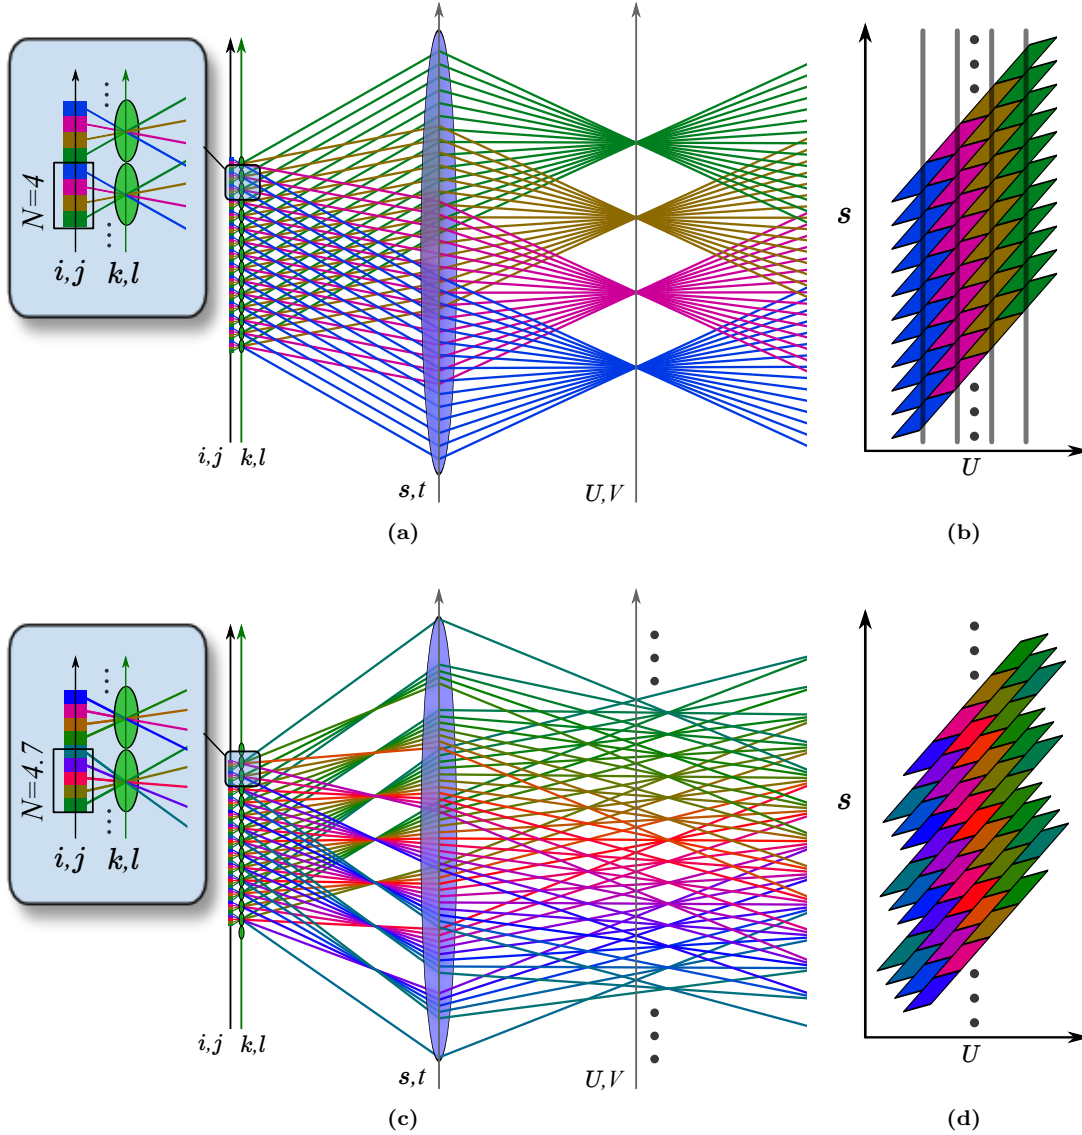 N=4
i,j k,l
s
i,j k,l
s,t
U,V
U
(a)
(b)
N=4.7
i,j k,l
s
i,j k,l
s,t
U,V
U
(c)
(d)